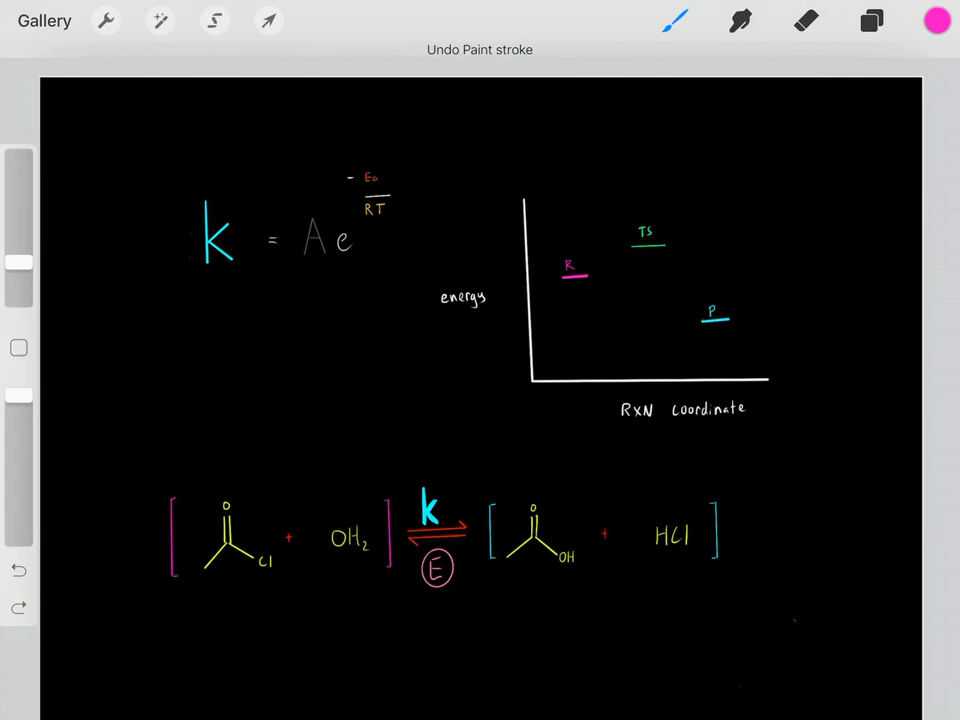 Gallery
Undo Paint stroke
k = A e - Ea
RT
TS
R
P
energy
RXN coordinate
k
O
Cl
+
OH₂
E
O
OH
+
HCl